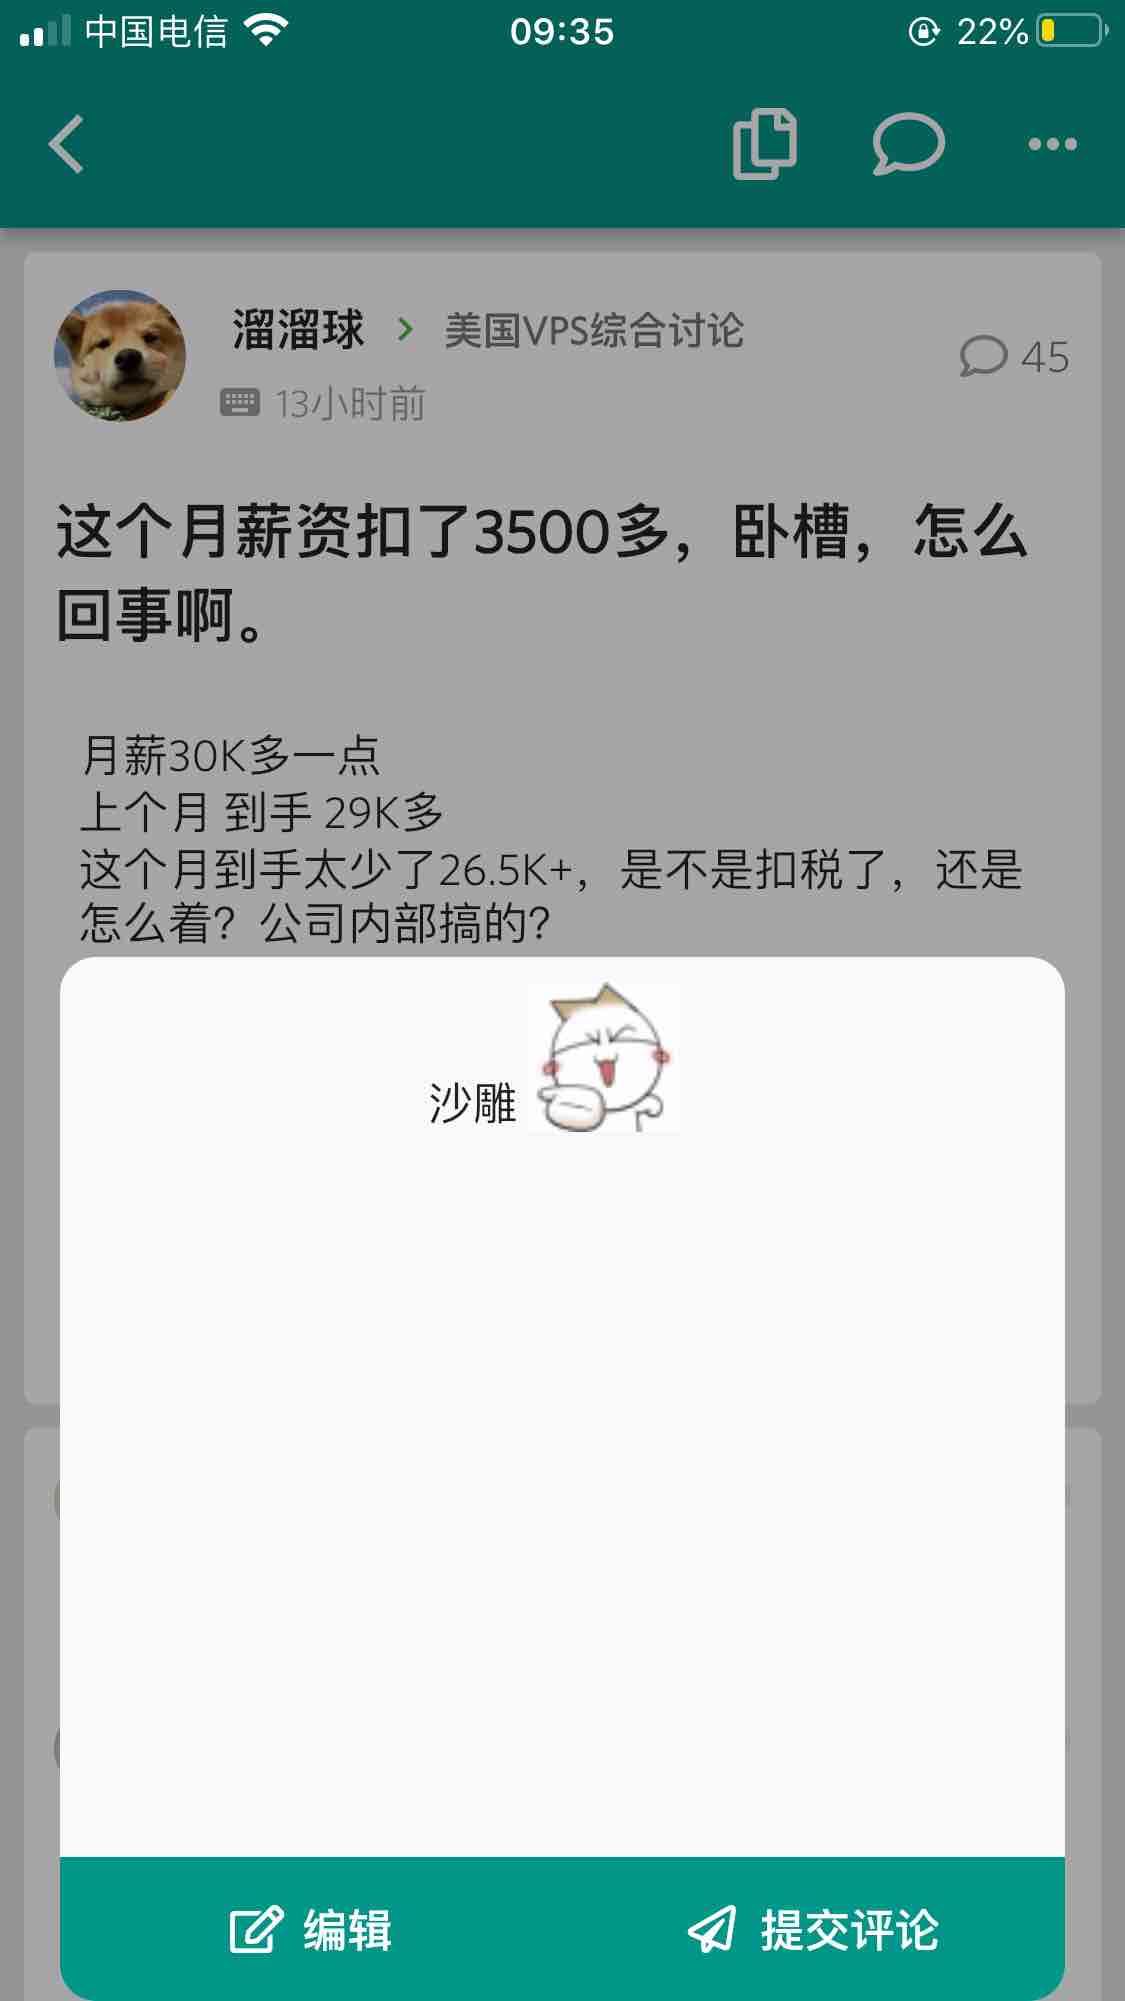 中国电信 09:35 22%
溜溜球 > 美国VPS综合讨论
45
13小时前
这个月薪资扣了3500多，卧槽，怎么
回事啊。
月薪30K多一点
上个月 到手 29K多
这个月到手太少了26.5K+，是不是扣税了，还是
怎么着？公司内部搞的？
沙雕
编辑 提交评论